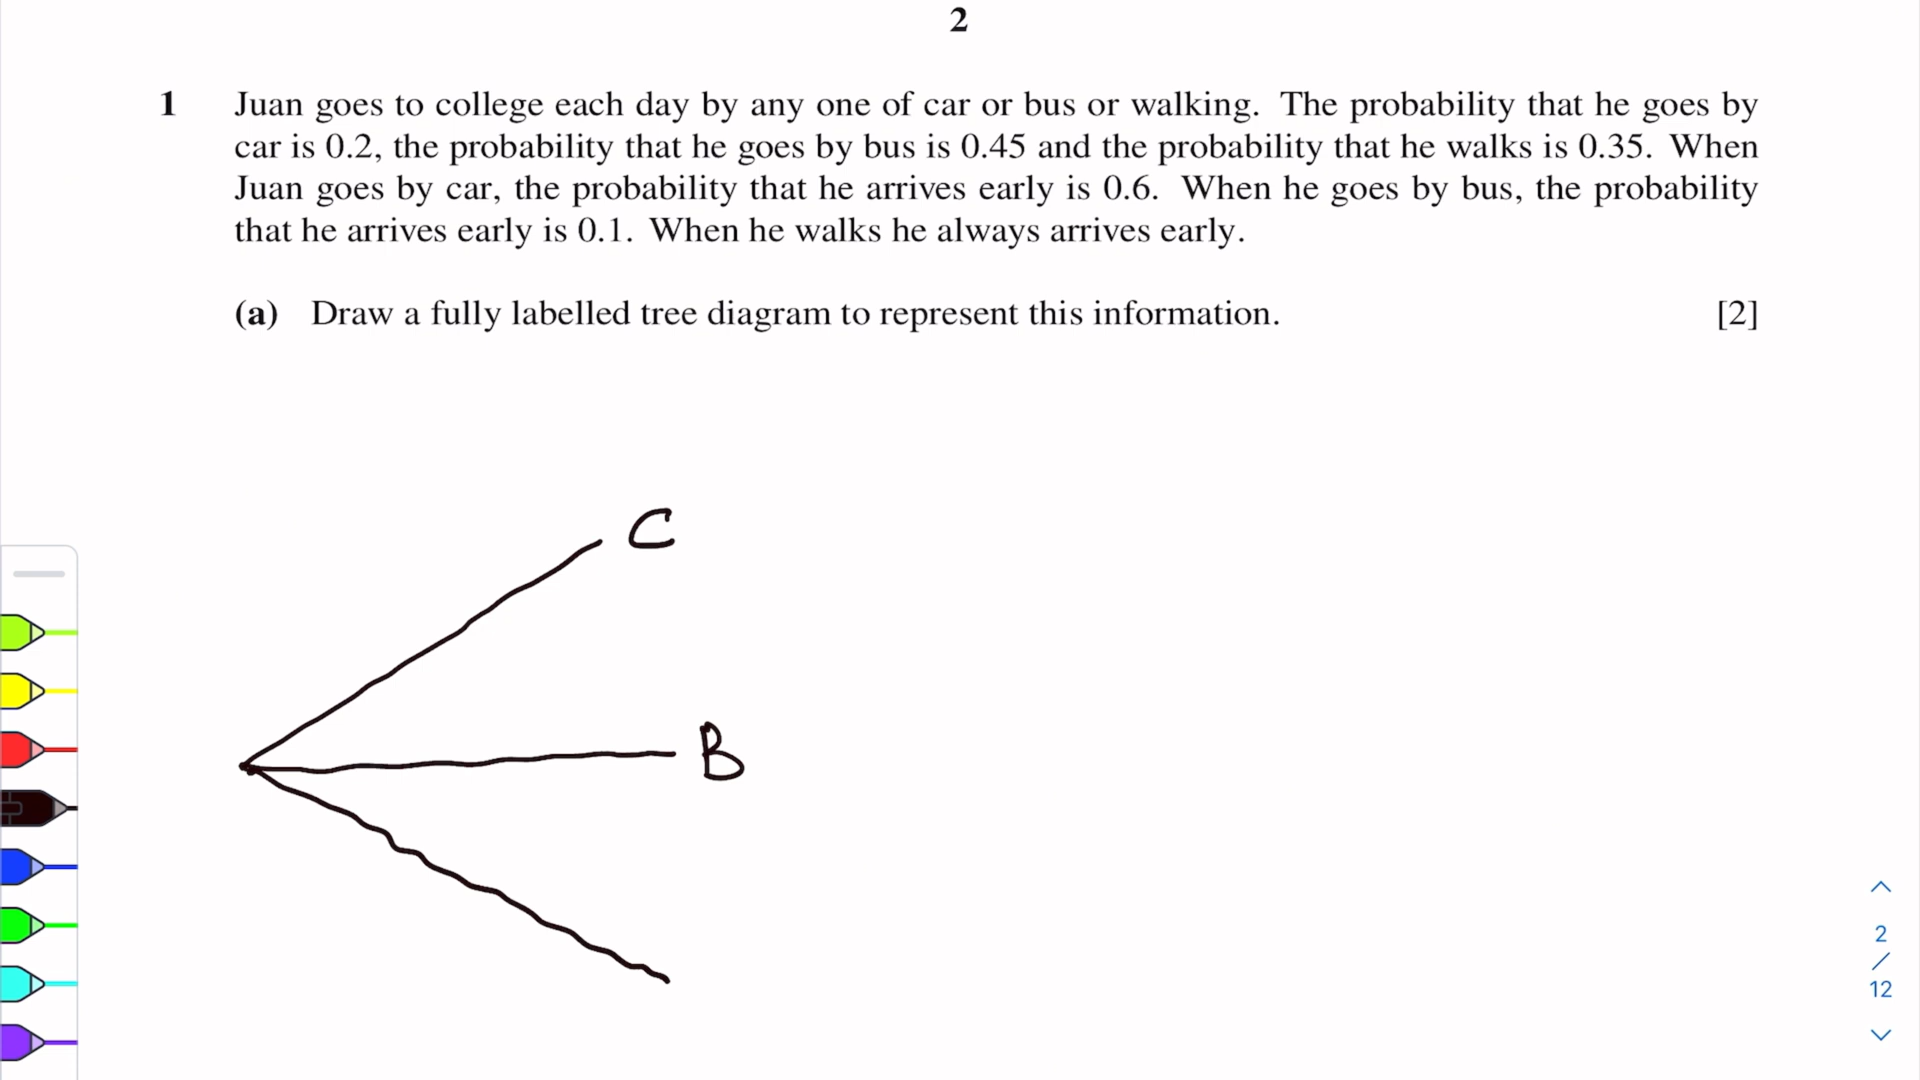 2
1 Juan goes to college each day by any one of car or bus or walking. The probability that he goes by
car is 0.2, the probability that he goes by bus is 0.45 and the probability that he walks is 0.35. When
Juan goes by car, the probability that he arrives early is 0.6. When he goes by bus, the probability
that he arrives early is 0.1. When he walks he always arrives early.
(a) Draw a fully labelled tree diagram to represent this information. [2]
C
B
2
/
12